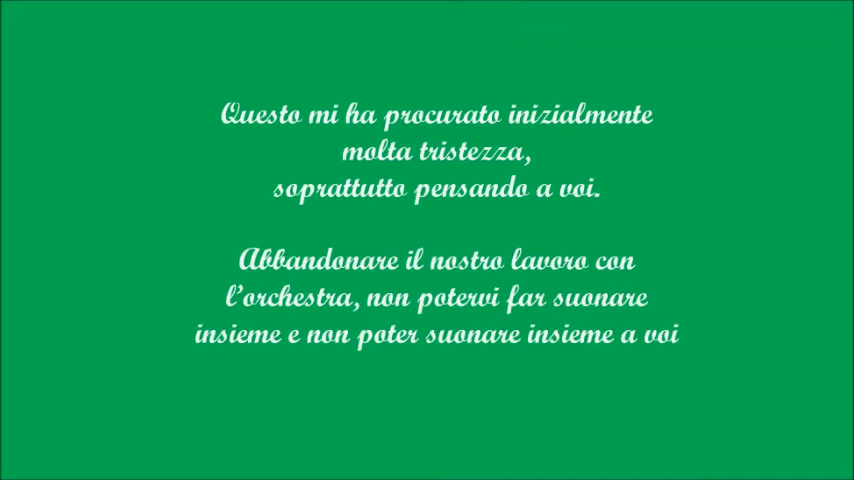 Questo mi ha procurato inizialmente
molta tristezza,
soprattutto pensando a voi.
Abbandonare il nostro lavoro con
l'orchestra, non potervi far suonare
insieme e non poter suonare insieme a voi